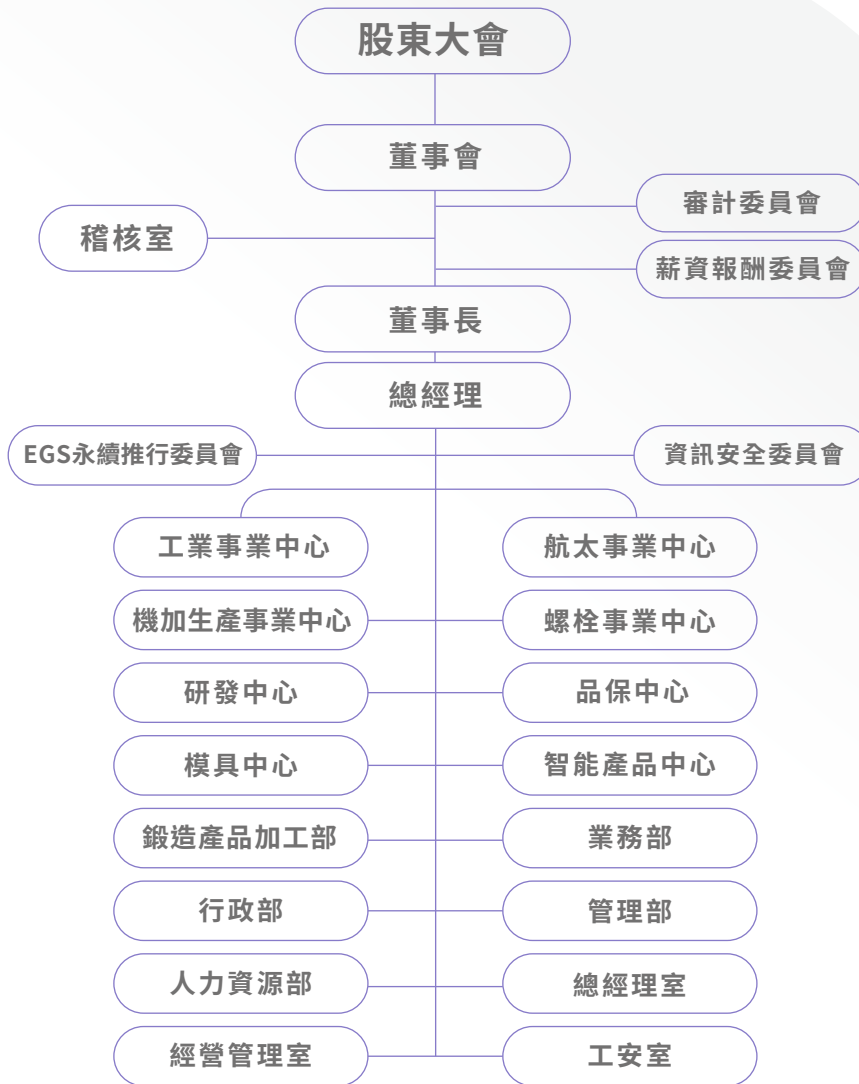 股東大會
董事會
審計委員會
稽核室
薪資報酬委員會
董事長
總經理
EGS永續推行委員會
資訊安全委員會
工業事業中心
航太事業中心
機加生產事業中心
螺栓事業中心
研發中心
品保中心
模具中心
智能產品中心
鍛造產品加工部
業務部
行政部
管理部
人力資源部
總經理室
經營管理室
工安室